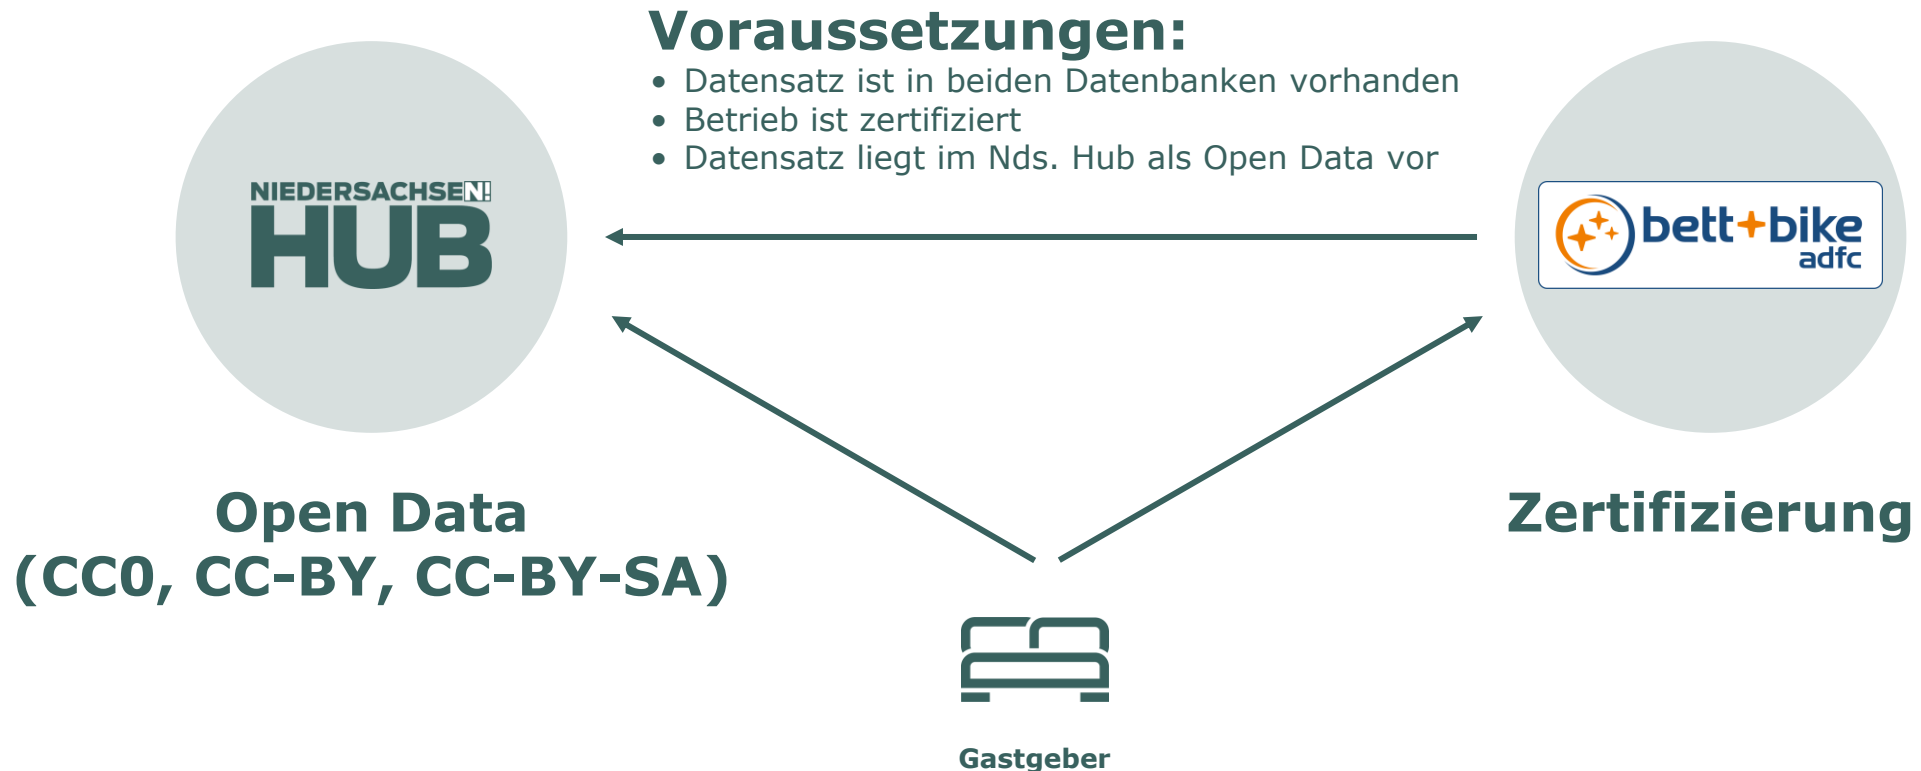 Voraussetzungen:
• Datensatz ist in beiden Datenbanken vorhanden
• Betrieb ist zertifiziert
• Datensatz liegt im Nds. Hub als Open Data vor
NIEDERSACHSEN!
HUB
bett+bike
adfc
Open Data
(CC0, CC-BY, CC-BY-SA)
Zertifizierung
Gastgeber